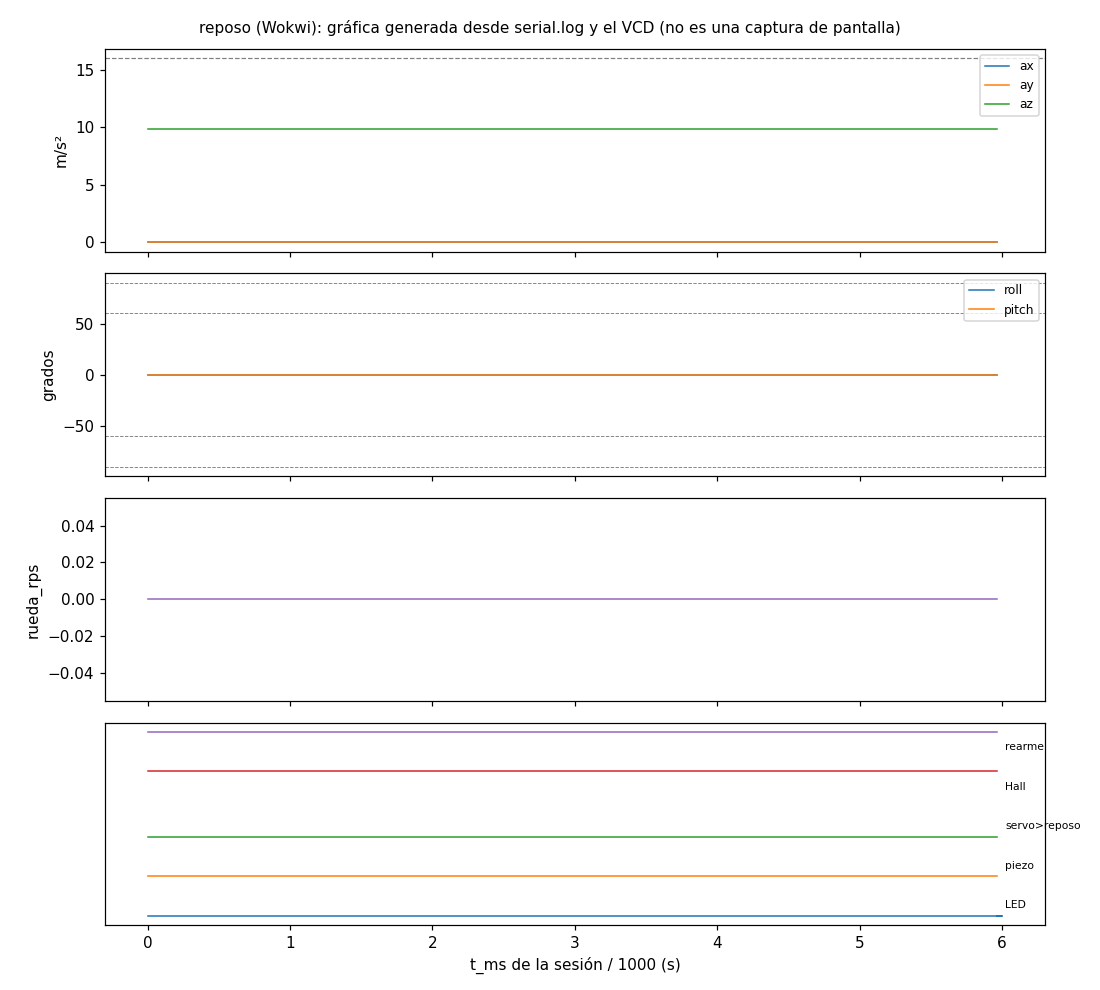 reposo (Wokwi): gráfica generada desde serial.log y el VCD (no es una captura de pantalla)
15
10
5
0
m/s²
ax
ay
az
50
0
−50
grados
roll
pitch
0.04
0.02
0.00
−0.02
−0.04
rueda_rps
rearme
Hall
servo>reposo
piezo
LED
0 1 2 3 4 5 6
t_ms de la sesión / 1000 (s)